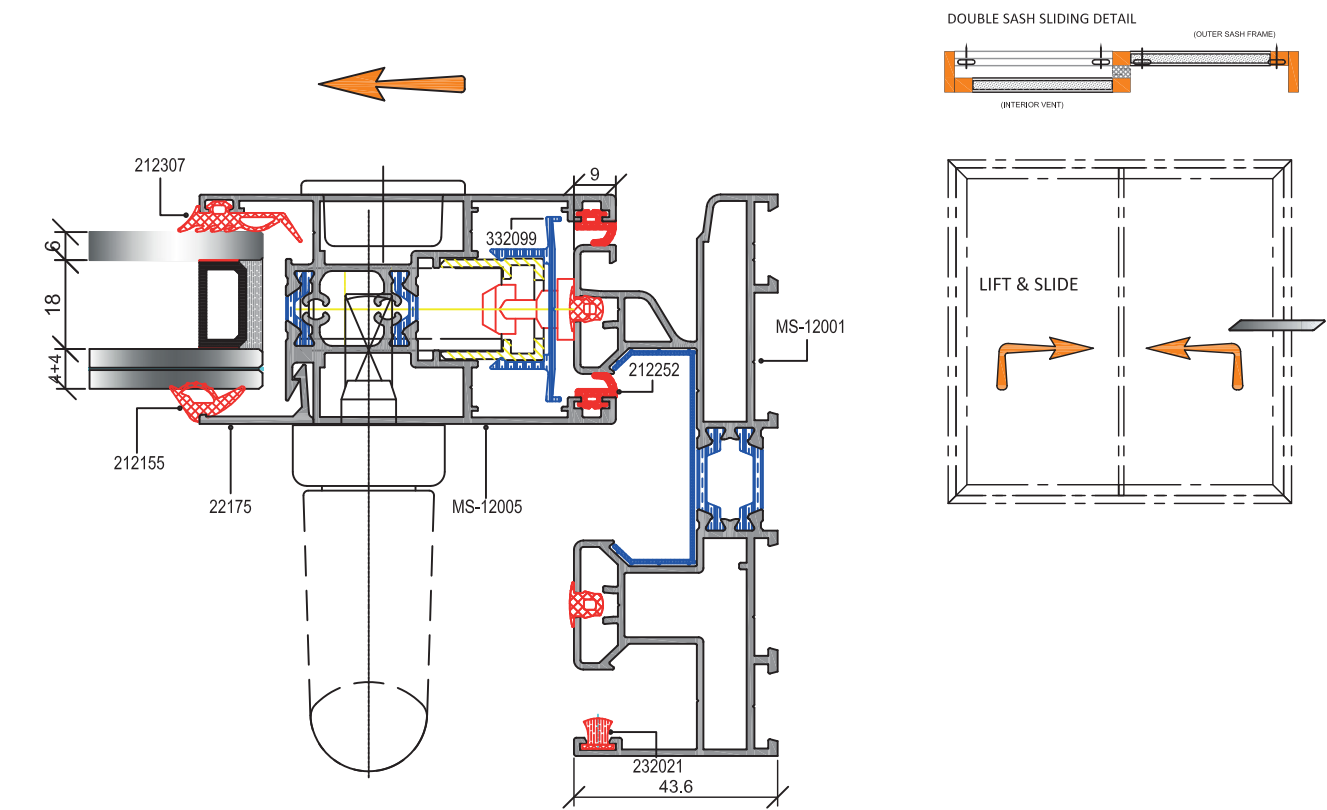 DOUBLE SASH SLIDING DETAIL
(OUTER SASH FRAME)
(INTERIOR VENT)
212307
9
6
332099
18
LIFT & SLIDE
MS-12001
4+4
212252
212155
22175
MS-12005
232021
43.6